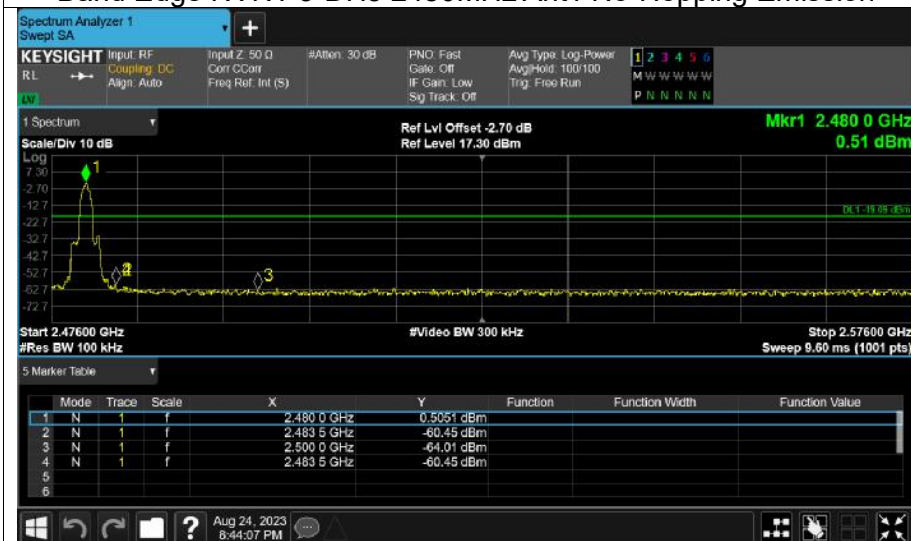 Spectrum Analyzer 1
Swept SA
+
KEYSIGHT
RL
Input: RF
Coupling: DC
Align: Auto
Input Z: 50 Ω
Corr CCorr
Freq Ref: Int (S)
#Atten: 30 dB
PNO: Fast
Gate: Off
IF Gain: Low
Sig Track: Off
Avg Type: Log-Power
Avg|Hold: 100/100
Trig: Free Run
1 2 3 4 5 6
M W W W W W
P N N N N N
LXI
1 Spectrum
Scale/Div 10 dB
Ref Lvl Offset -2.70 dB
Ref Level 17.30 dBm
Mkr1 2.480 0 GHz
0.51 dBm
Log
7.30
-2.70
-12.7
-22.7
-32.7
-42.7
-52.7
-62.7
-72.7
1
3
DL1 -19.69 dBm
Start 2.47600 GHz
#Res BW 100 kHz
#Video BW 300 kHz
Stop 2.57600 GHz
Sweep 9.60 ms (1001 pts)
5 Marker Table
Mode Trace Scale X Y Function Function Width Function Value
1 N 1 f 2.480 0 GHz 0.5051 dBm
2 N 1 f 2.483 5 GHz -60.45 dBm
3 N 1 f 2.500 0 GHz -64.01 dBm
4 N 1 f 2.483 5 GHz -60.45 dBm
5
6
?
Aug 24, 2023
8:44:07 PM